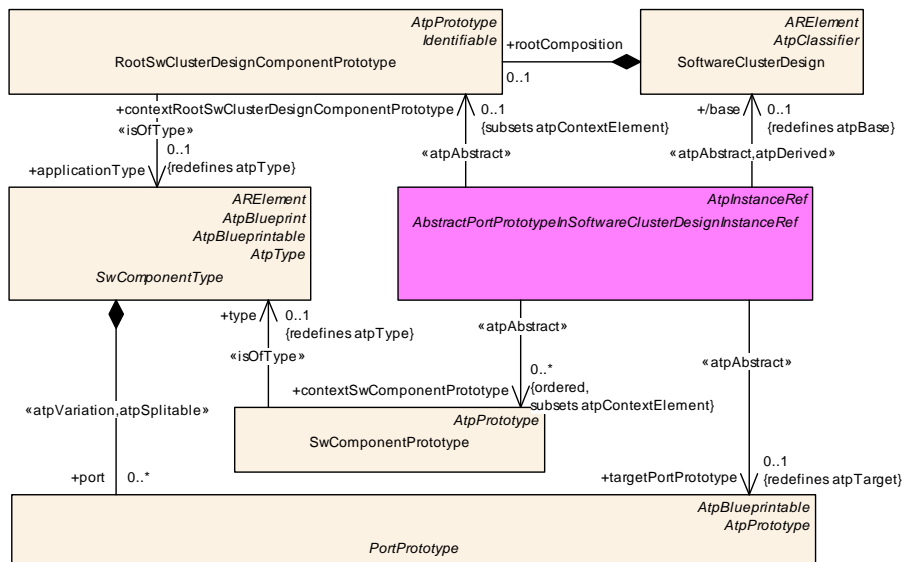 AtpPrototype
Identifiable
RootSwClusterDesignComponentPrototype
+rootComposition
0..1
ARElement
AtpClassifier
SoftwareClusterDesign
+contextRootSwClusterDesignComponentPrototype
0..1
{subsets atpContextElement}
«atpAbstract»
+/base
0..1
{redefines atpBase}
«atpAbstract,atpDerived»
«isOfType»
0..1
{redefines atpType}
+applicationType
ARElement
AtpBlueprint
AtpBlueprintable
AtpType
SwComponentType
AtpInstanceRef
AbstractPortPrototypeInSoftwareClusterDesignInstanceRef
+type
0..1
{redefines atpType}
«isOfType»
«atpAbstract»
«atpAbstract»
+contextSwComponentPrototype
0..*
{ordered,
subsets atpContextElement}
«atpVariation,atpSplitable»
AtpPrototype
SwComponentPrototype
+port
0..*
+targetPortPrototype
0..1
{redefines atpTarget}
AtpBlueprintable
AtpPrototype
PortPrototype